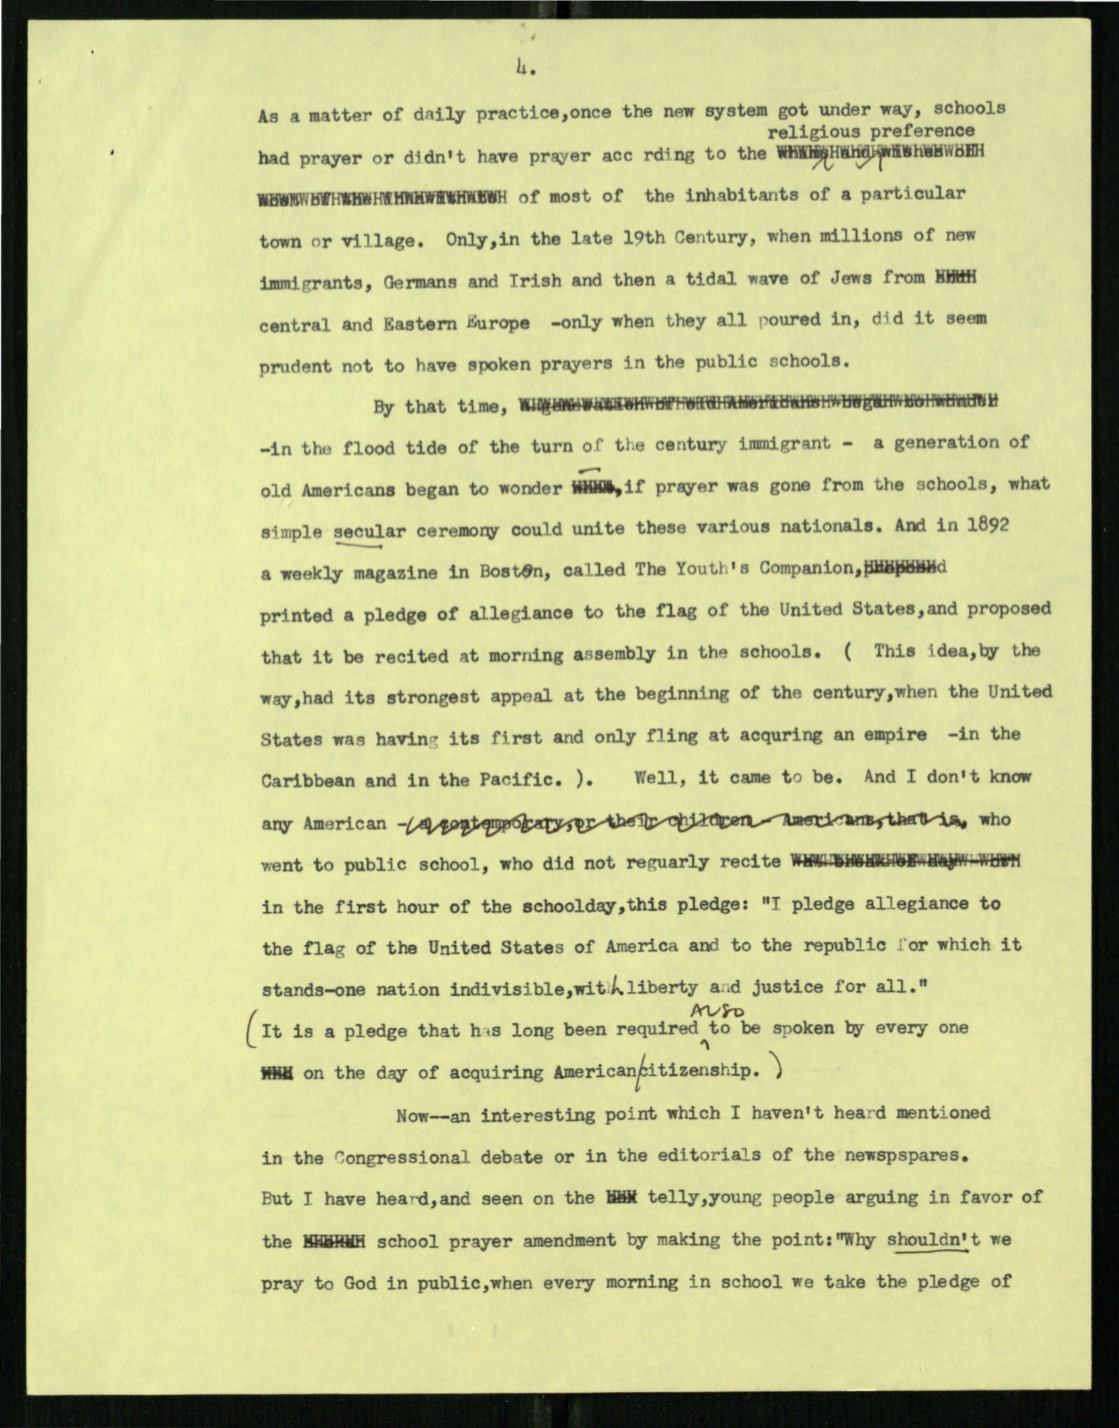 4.
As a matter of daily practice,once the new system got under way, schools
religious preference
had prayer or didn't have prayer acc rding to the
of most of the inhabitants of a particular
town or village. Only,in the late 19th Century, when millions of new
immigrants, Germans and Irish and then a tidal wave of Jews from
central and Eastern Europe -only when they all poured in, did it seem
prudent not to have spoken prayers in the public schools.
By that time, a generation of old Americans began to wonder
-in the flood tide of the turn of the century immigrant - a generation of
old Americans began to wonder ,if prayer was gone from the schools, what
simple secular ceremony could unite these various nationals. And in 1892
a weekly magazine in Boston, called The Youth's Companion, proposed
printed a pledge of allegiance to the flag of the United States,and proposed
that it be recited at morning assembly in the schools. ( This idea,by the
way,had its strongest appeal at the beginning of the century,when the United
States was having its first and only fling at acquring an empire -in the
Caribbean and in the Pacific. ). Well, it came to be. And I don't know
any American -(a contemporary,or their children - Americans,that is, who
went to public school, who did not reguarly recite
in the first hour of the schoolday,this pledge: "I pledge allegiance to
the flag of the United States of America and to the republic for which it
stands-one nation indivisible,with liberty and justice for all."
ALSO
(It is a pledge that has long been required to be spoken by every one
on the day of acquiring American/citizenship. )
Now--an interesting point which I haven't heard mentioned
in the Congressional debate or in the editorials of the newspspares.
But I have heard,and seen on the telly,young people arguing in favor of
the school prayer amendment by making the point:"Why shouldn't we
pray to God in public,when every morning in school we take the pledge of